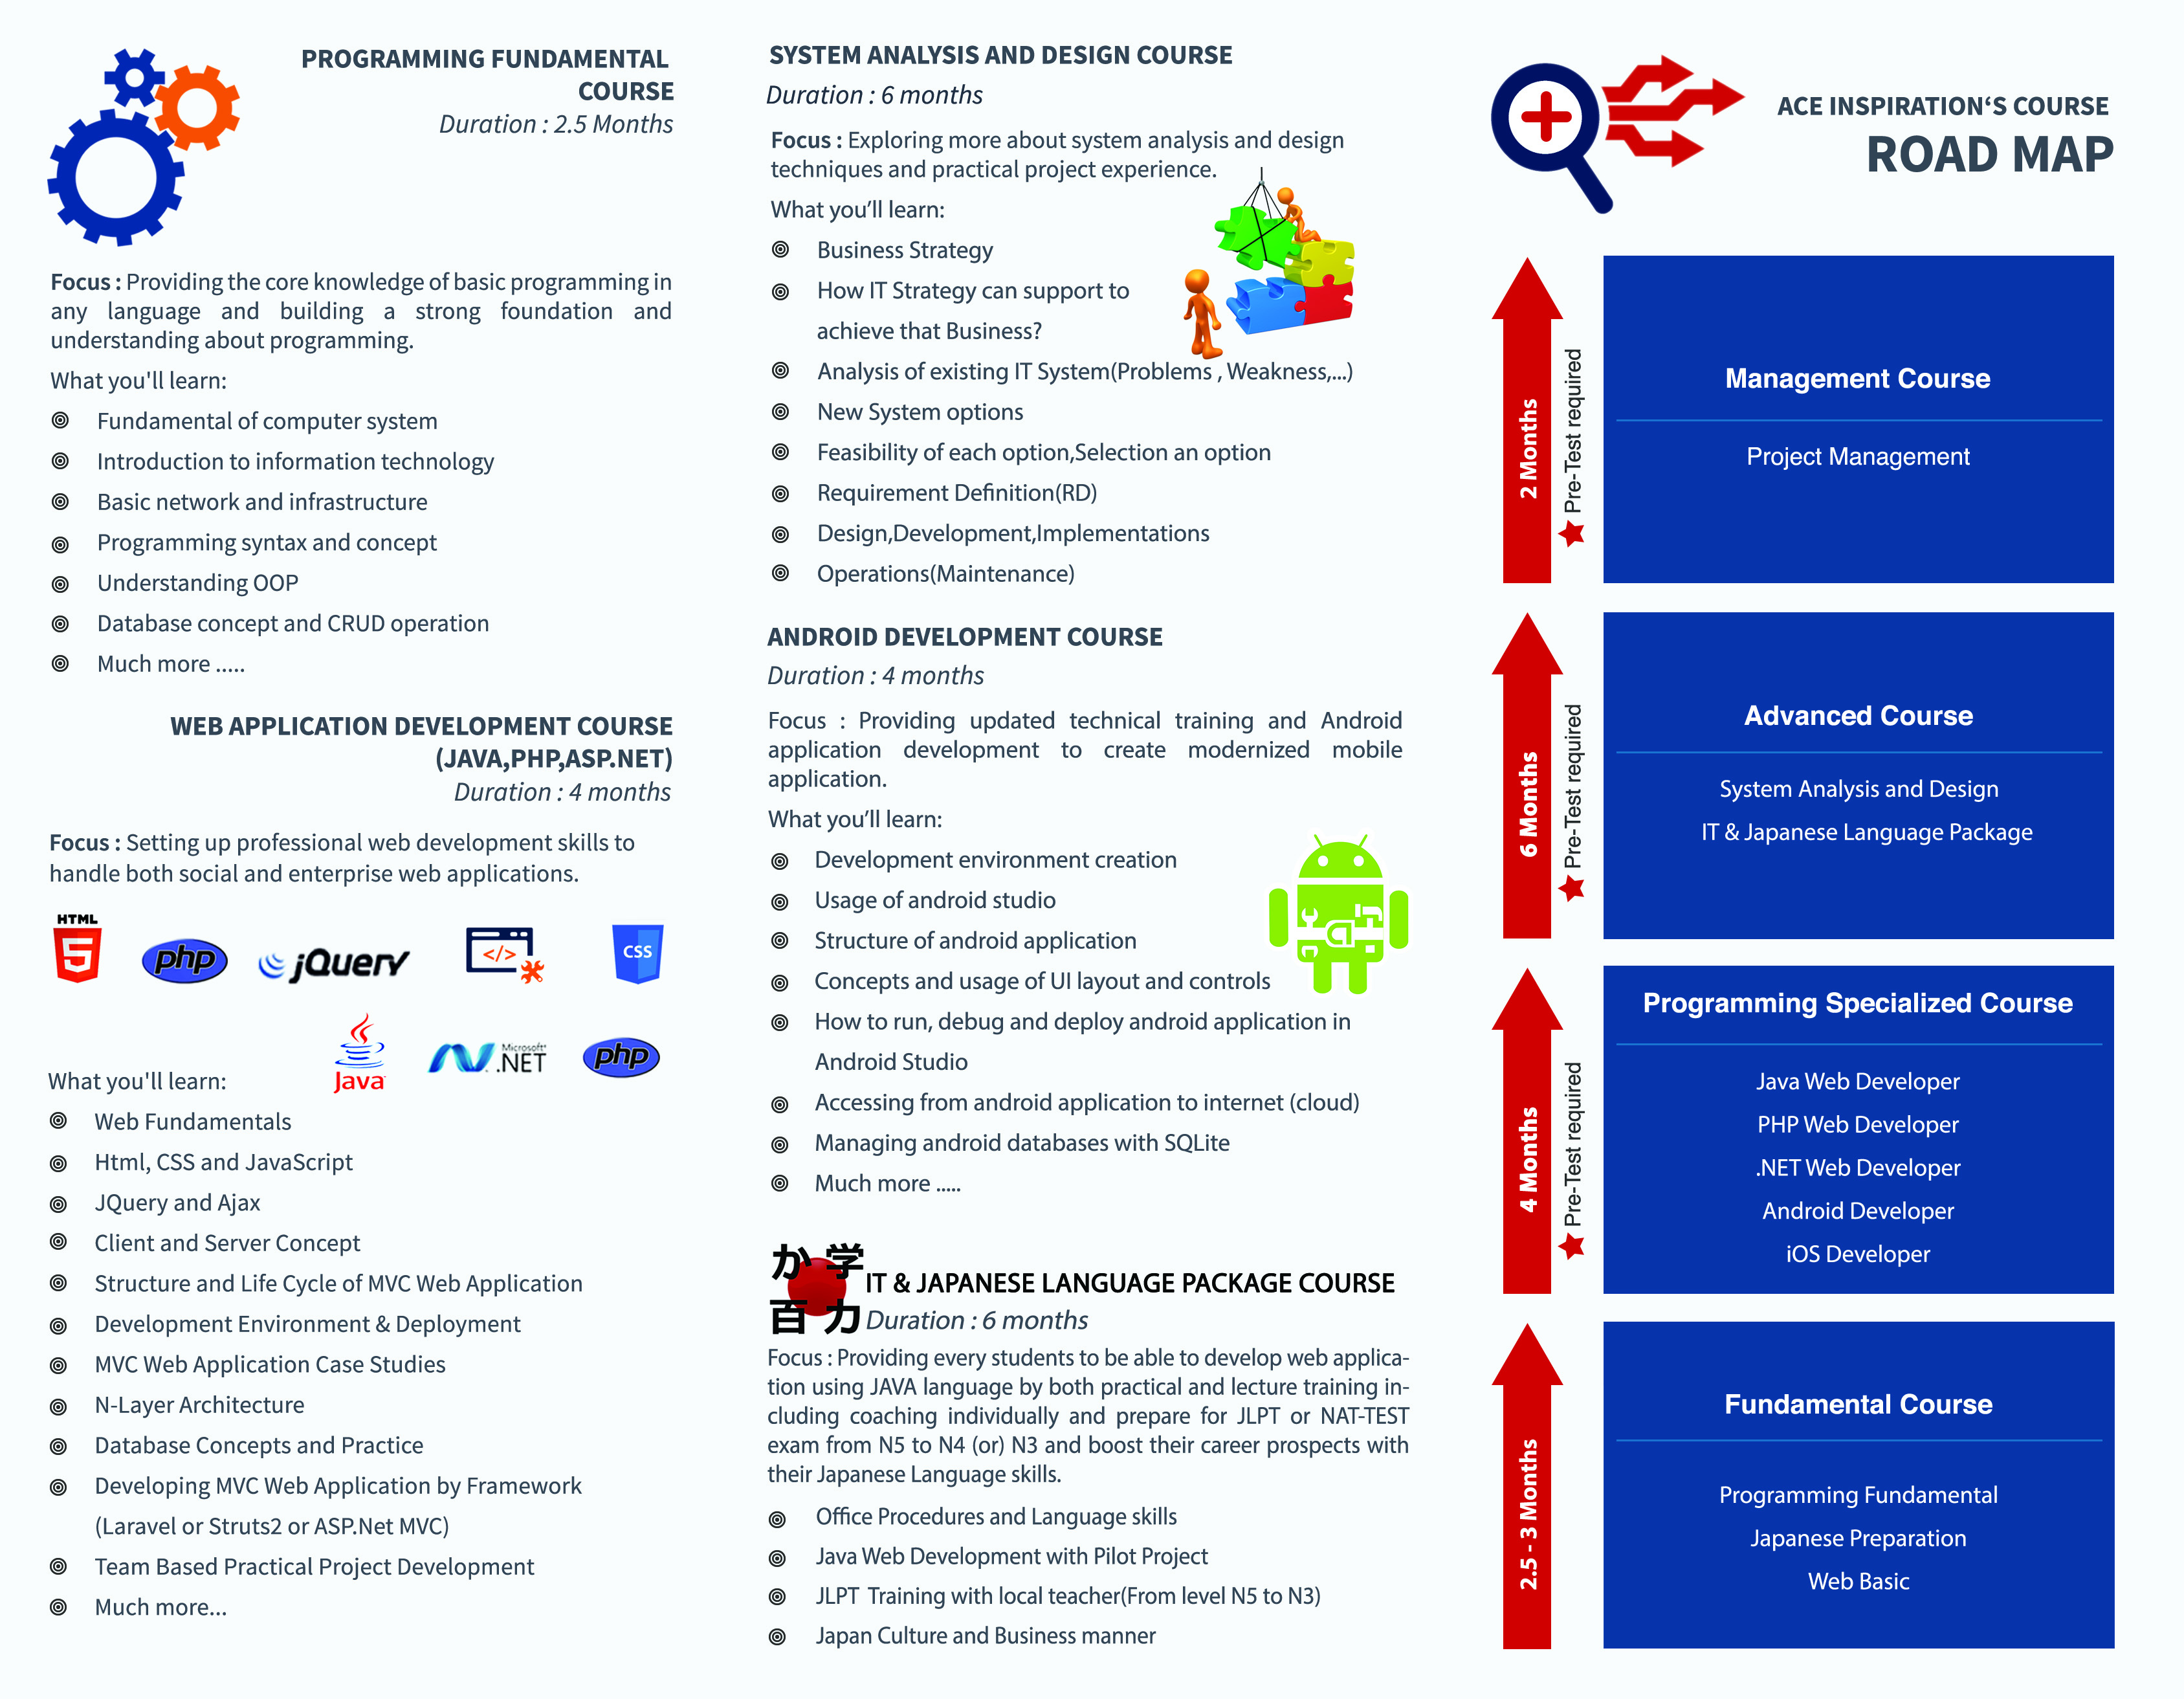 PROGRAMMING FUNDAMENTAL
COURSE
Duration : 2.5 Months
Focus : Providing the core knowledge of basic programming in
any language and building a strong foundation and
understanding about programming.
What you'll learn:
Fundamental of computer system
Introduction to information technology
Basic network and infrastructure
Programming syntax and concept
Understanding OOP
Database concept and CRUD operation
Much more .....
WEB APPLICATION DEVELOPMENT COURSE
(JAVA,PHP,ASP.NET)
Duration : 4 months
Focus : Setting up professional web development skills to
handle both social and enterprise web applications.
HTML
5
php
jQuery
</>
CSS
Java
Microsoft
.NET
php
What you'll learn:
Web Fundamentals
Html, CSS and JavaScript
JQuery and Ajax
Client and Server Concept
Structure and Life Cycle of MVC Web Application
Development Environment & Deployment
MVC Web Application Case Studies
N-Layer Architecture
Database Concepts and Practice
Developing MVC Web Application by Framework
(Laravel or Struts2 or ASP.Net MVC)
Team Based Practical Project Development
Much more...
SYSTEM ANALYSIS AND DESIGN COURSE
Duration : 6 months
Focus : Exploring more about system analysis and design
techniques and practical project experience.
What you’ll learn:
Business Strategy
How IT Strategy can support to
achieve that Business?
Analysis of existing IT System(Problems , Weakness,...)
New System options
Feasibility of each option,Selection an option
Requirement Definition(RD)
Design,Development,Implementations
Operations(Maintenance)
ANDROID DEVELOPMENT COURSE
Duration : 4 months
Focus : Providing updated technical training and Android
application development to create modernized mobile
application.
What you’ll learn:
Development environment creation
Usage of android studio
Structure of android application
Concepts and usage of UI layout and controls
How to run, debug and deploy android application in
Android Studio
Accessing from android application to internet (cloud)
Managing android databases with SQLite
Much more .....
か 学
百 力
IT & JAPANESE LANGUAGE PACKAGE COURSE
Duration : 6 months
Focus : Providing every students to be able to develop web applica-
tion using JAVA language by both practical and lecture training in-
cluding coaching individually and prepare for JLPT or NAT-TEST
exam from N5 to N4 (or) N3 and boost their career prospects with
their Japanese Language skills.
Office Procedures and Language skills
Java Web Development with Pilot Project
JLPT Training with local teacher(From level N5 to N3)
Japan Culture and Business manner
ACE INSPIRATION‘S COURSE
ROAD MAP
2 Months
Pre-Test required
Management Course
Project Management
6 Months
Pre-Test required
Advanced Course
System Analysis and Design
IT & Japanese Language Package
4 Months
Pre-Test required
Programming Specialized Course
Java Web Developer
PHP Web Developer
.NET Web Developer
Android Developer
iOS Developer
2.5 - 3 Months
Fundamental Course
Programming Fundamental
Japanese Preparation
Web Basic